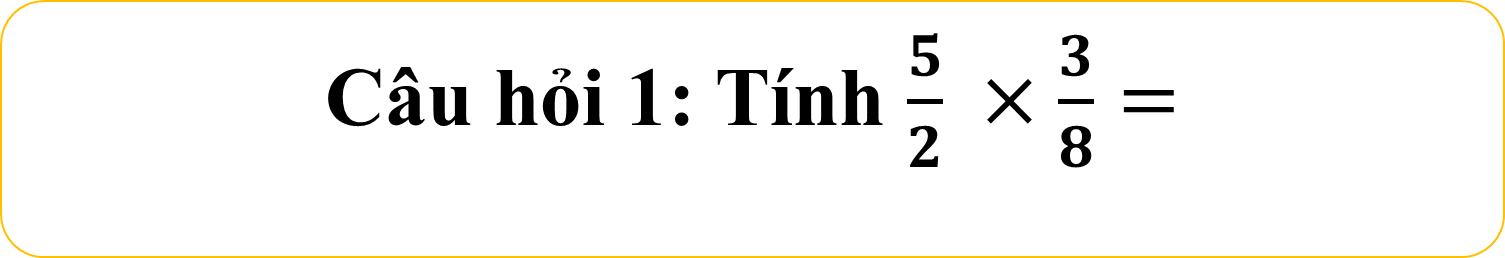 Câu hỏi 1: Tính 5/2 × 3/8 =